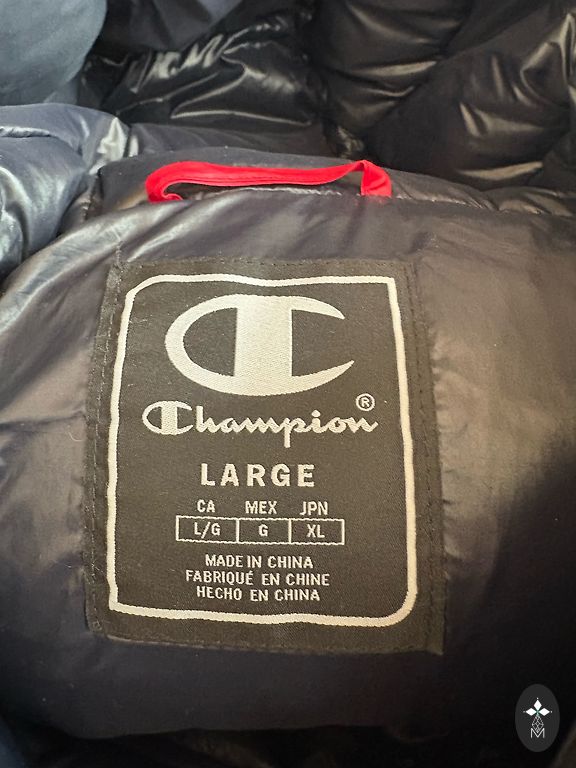 Champion®
LARGE
CA MEX JPN
L/G G XL
MADE IN CHINA
FABRIQUÉ EN CHINE
HECHO EN CHINA